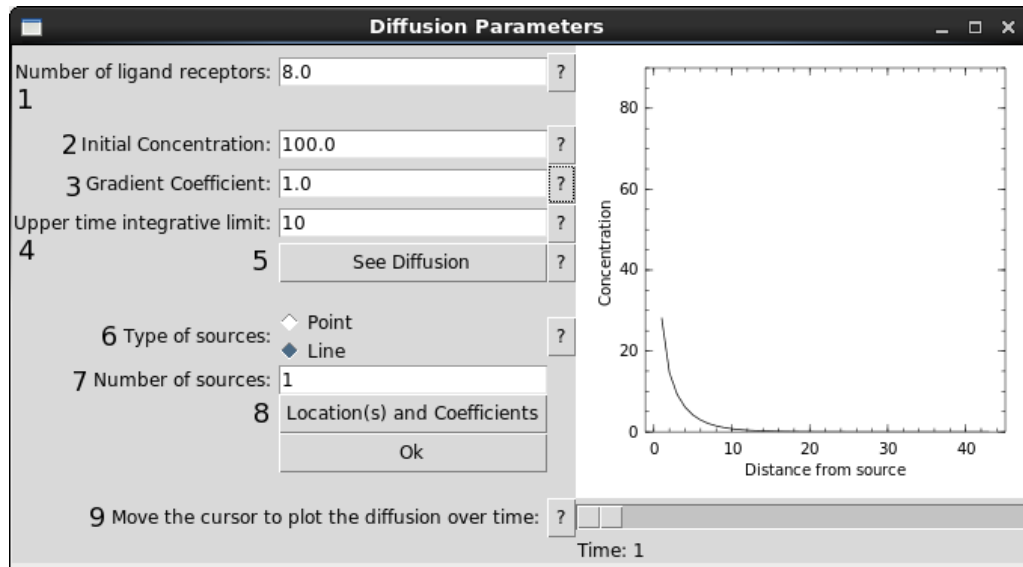 Diffusion Parameters
Number of ligand receptors: 8.0 ?
1
2 Initial Concentration: 100.0 ?
3 Gradient Coefficient: 1.0 ?
Upper time integrative limit: 10 ?
4
5 See Diffusion ?
6 Type of sources: Point
Line
?
7 Number of sources: 1
8 Location(s) and Coefficients
Ok
9 Move the cursor to plot the diffusion over time: ?
80
60
40
20
0
Concentration
0 10 20 30 40
Distance from source
Time: 1